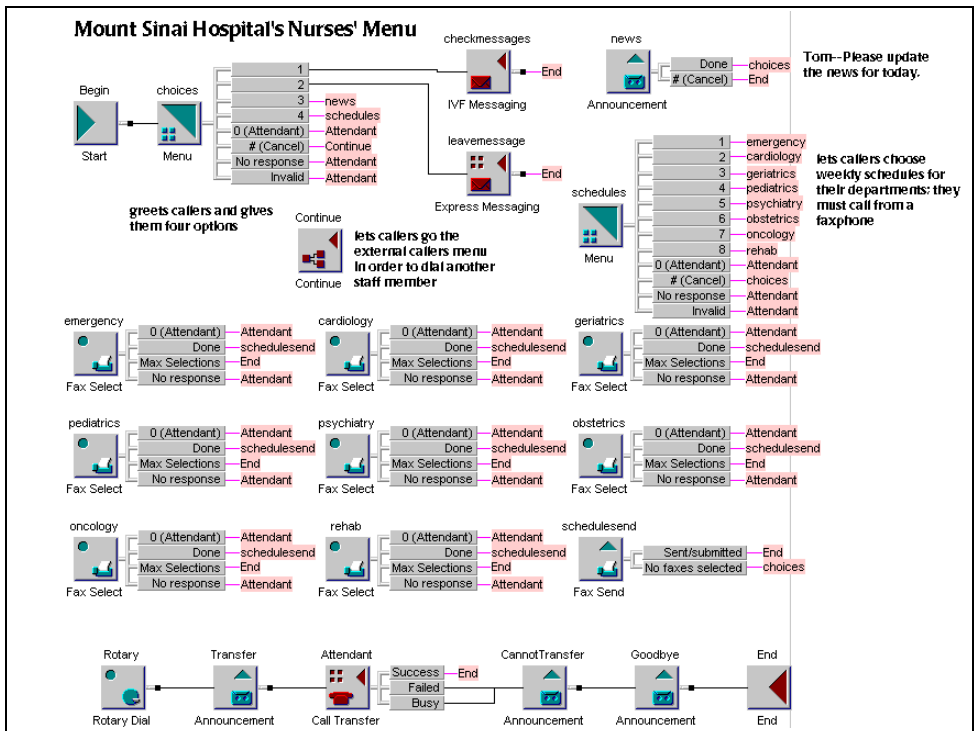 Mount Sinai Hospital's Nurses' Menu
checkmessages
news
1
2
3
4
0 (Attendant)
# (Cancel)
No response
Invalid
news
schedules
Attendant
Continue
Attendant
Attendant
Begin
Start
choices
Menu
End
IVF Messaging
Done
# (Cancel)
choices
End
Announcement
Tom--Please update
the news for today.
leavemessage
End
Express Messaging
greets callers and gives
them four options
Continue
Continue
lets callers go the
external callers menu
In order to dial another
staff member
schedules
Menu
1
2
3
4
5
6
7
8
0 (Attendant)
# (Cancel)
No response
Invalid
emergency
cardiology
geriatrics
pediatrics
psychiatry
obstetrics
oncology
rehab
Attendant
choices
Attendant
Attendant
lets callers choose
weekly schedules for
their departments; they
must call from a
faxphone
emergency
Fax Select
0 (Attendant)
Done
Max Selections
No response
Attendant
schedulesend
End
Attendant
cardiology
Fax Select
0 (Attendant)
Done
Max Selections
No response
Attendant
schedulesend
End
Attendant
geriatrics
Fax Select
0 (Attendant)
Done
Max Selections
No response
Attendant
schedulesend
End
Attendant
pediatrics
Fax Select
0 (Attendant)
Done
Max Selections
No response
Attendant
schedulesend
End
Attendant
psychiatry
Fax Select
0 (Attendant)
Done
Max Selections
No response
Attendant
schedulesend
End
Attendant
obstetrics
Fax Select
0 (Attendant)
Done
Max Selections
No response
Attendant
schedulesend
End
Attendant
oncology
Fax Select
0 (Attendant)
Done
Max Selections
No response
Attendant
schedulesend
End
Attendant
rehab
Fax Select
0 (Attendant)
Done
Max Selections
No response
Attendant
schedulesend
End
Attendant
schedulesend
Fax Send
Sent/submitted
No faxes selected
End
choices
Rotary
Rotary Dial
Transfer
Announcement
Attendant
Call Transfer
Success
Failed
Busy
End
CannotTransfer
Announcement
Goodbye
Announcement
End
End